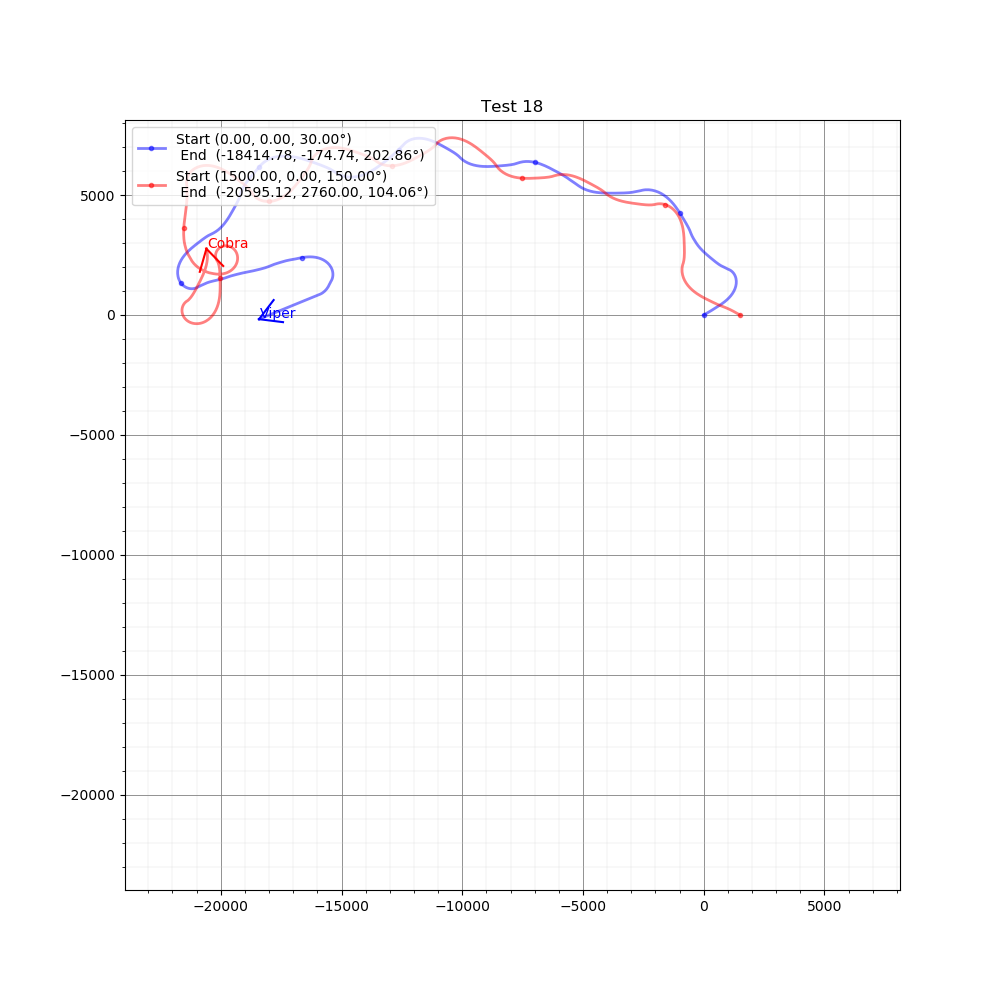 Test 18
Start (0.00, 0.00, 30.00°)
End  (-18414.78, -174.74, 202.86°)
Start (1500.00, 0.00, 150.00°)
End  (-20595.12, 2760.00, 104.06°)
5000
Cobra
0
Viper
−5000
−10000
−15000
−20000
−20000 −15000 −10000 −5000 0 5000